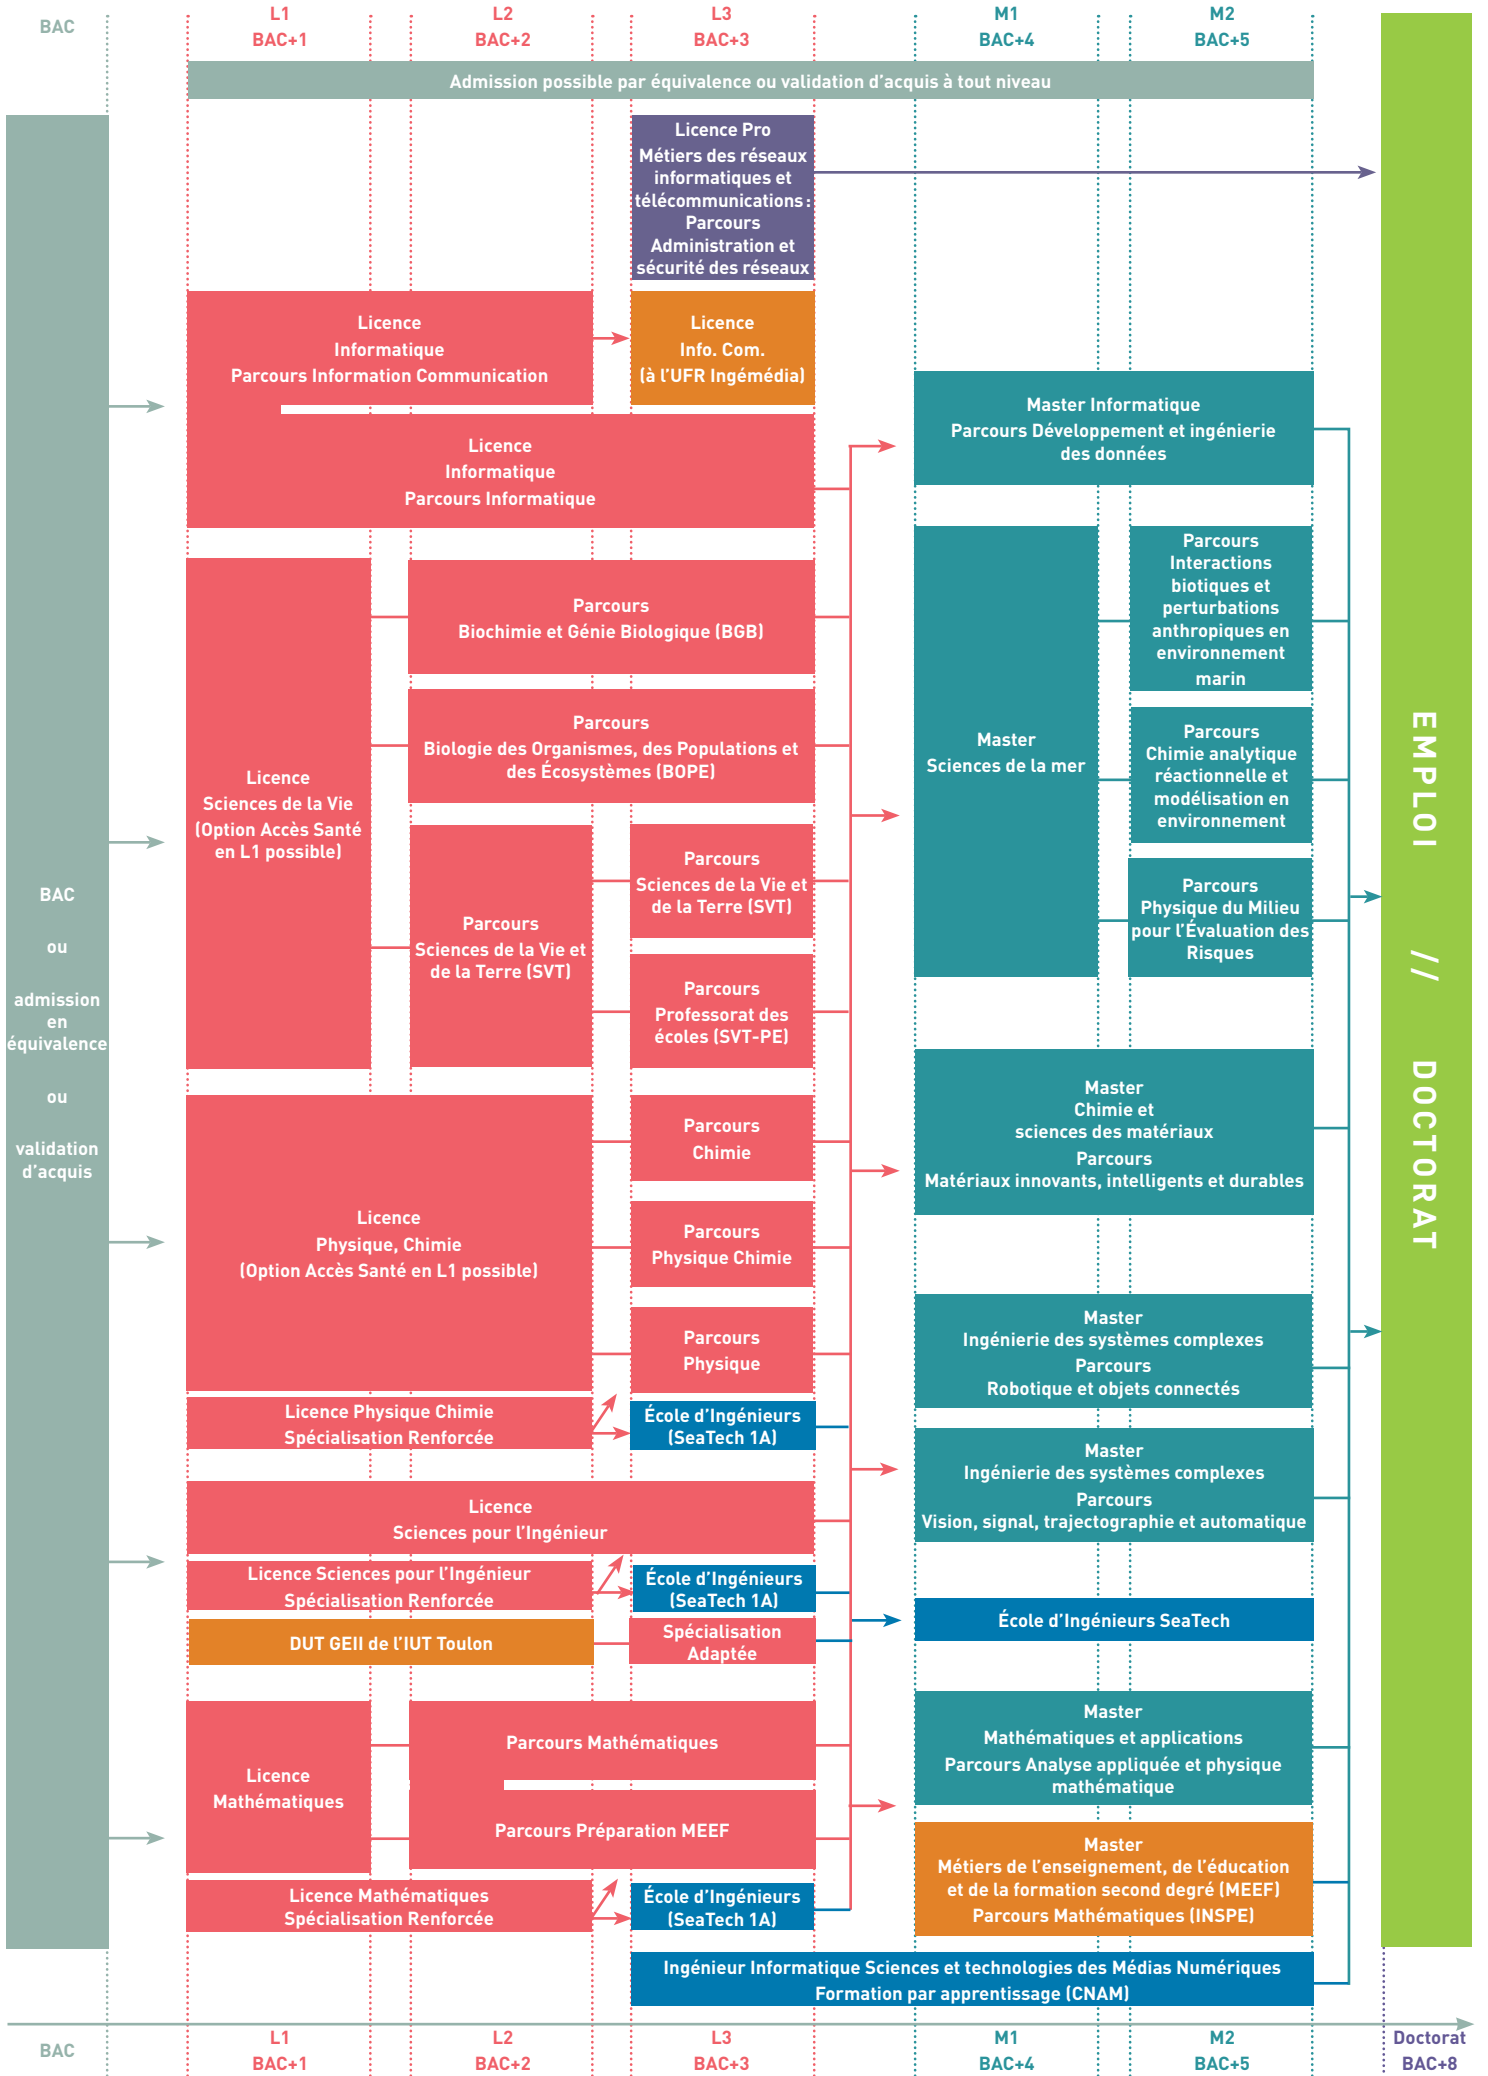 BAC
L1
BAC+1
L2
BAC+2
L3
BAC+3
M1
BAC+4
M2
BAC+5
Admission possible par équivalence ou validation d'acquis à tout niveau
BAC
ou
admission
en
équivalence
ou
validation
d'acquis
Licence Pro
Métiers des réseaux
informatiques et
télécommunications :
Parcours
Administration et
sécurité des réseaux
Licence
Informatique
Parcours Information Communication
Licence
Info. Com.
(à l'UFR Ingémédia)
Licence
Informatique
Parcours Informatique
Licence
Sciences de la Vie
(Option Accès Santé
en L1 possible)
Parcours
Biochimie et Génie Biologique (BGB)
Parcours
Biologie des Organismes, des Populations et
des Écosystèmes (BOPE)
Parcours
Sciences de la Vie et
de la Terre (SVT)
Parcours
Sciences de la Vie et
de la Terre (SVT)
Parcours
Professorat des
écoles (SVT-PE)
Licence
Physique, Chimie
(Option Accès Santé en L1 possible)
Parcours
Chimie
Parcours
Physique Chimie
Parcours
Physique
Licence Physique Chimie
Spécialisation Renforcée
École d'Ingénieurs
(SeaTech 1A)
Licence
Sciences pour l'Ingénieur
Licence Sciences pour l'Ingénieur
Spécialisation Renforcée
École d'Ingénieurs
(SeaTech 1A)
DUT GEII de l'IUT Toulon
Spécialisation
Adaptée
Licence
Mathématiques
Parcours Mathématiques
Parcours Préparation MEEF
Licence Mathématiques
Spécialisation Renforcée
École d'Ingénieurs
(SeaTech 1A)
Master Informatique
Parcours Développement et ingénierie
des données
Master
Sciences de la mer
Parcours
Interactions
biotiques et
perturbations
anthropiques en
environnement
marin
Parcours
Chimie analytique
réactionnelle et
modélisation en
environnement
Parcours
Physique du Milieu
pour l'Évaluation des
Risques
Master
Chimie et
sciences des matériaux
Parcours
Matériaux innovants, intelligents et durables
Master
Ingénierie des systèmes complexes
Parcours
Robotique et objets connectés
Master
Ingénierie des systèmes complexes
Parcours
Vision, signal, trajectographie et automatique
École d'Ingénieurs SeaTech
Master
Mathématiques et applications
Parcours Analyse appliquée et physique
mathématique
Master
Métiers de l'enseignement, de l'éducation
et de la formation second degré (MEEF)
Parcours Mathématiques (INSPE)
Ingénieur Informatique Sciences et technologies des Médias Numériques
Formation par apprentissage (CNAM)
EMPLOI // DOCTORAT
BAC
L1
BAC+1
L2
BAC+2
L3
BAC+3
M1
BAC+4
M2
BAC+5
Doctorat
BAC+8